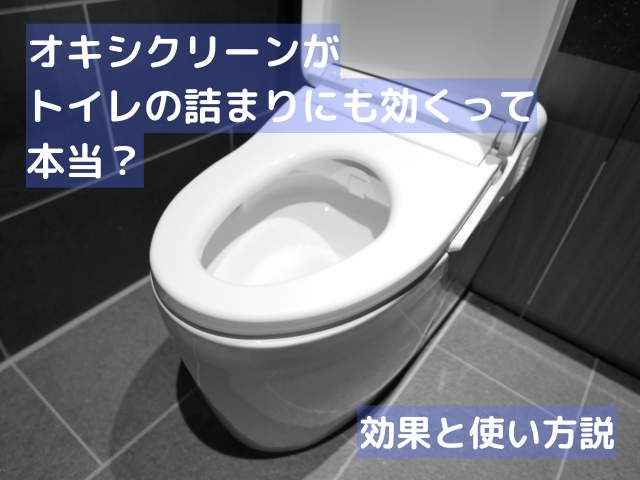 オキシクリーンが
トイレの詰まりにも効くって
本当？
効果と使い方説